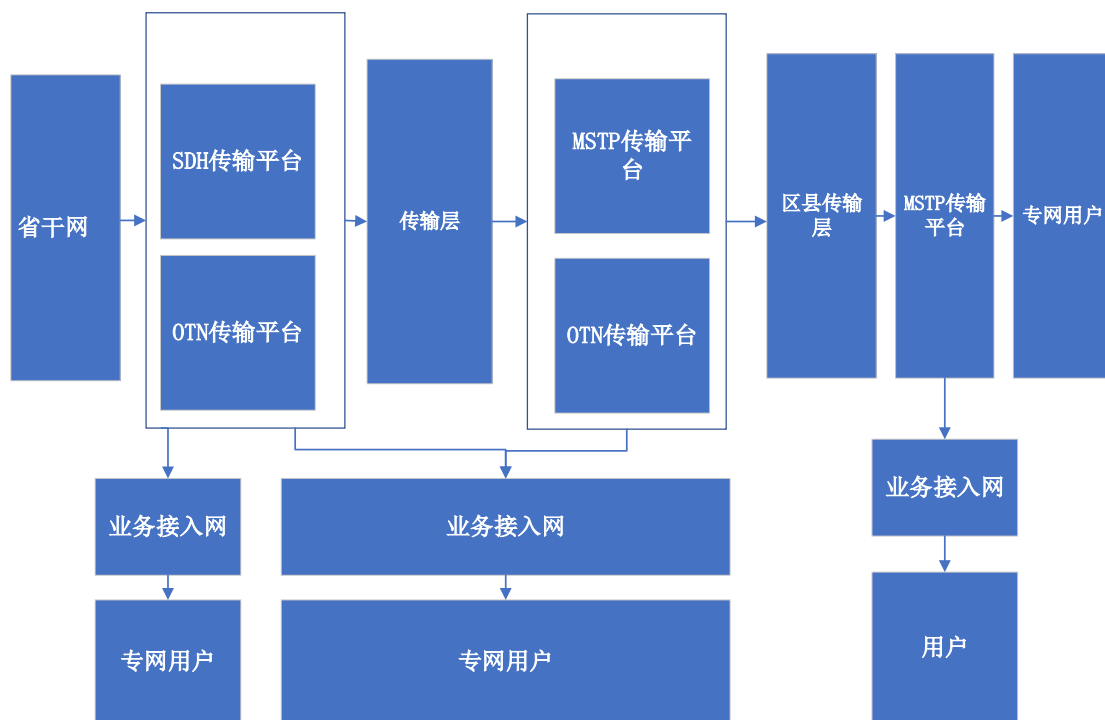 省干网
SDH传输平台
OTN传输平台
传输层
MSTP传输平
台
OTN传输平台
区县传输
层
MSTP传输
平台
专网用户
业务接入网
业务接入网
业务接入网
专网用户
专网用户
用户